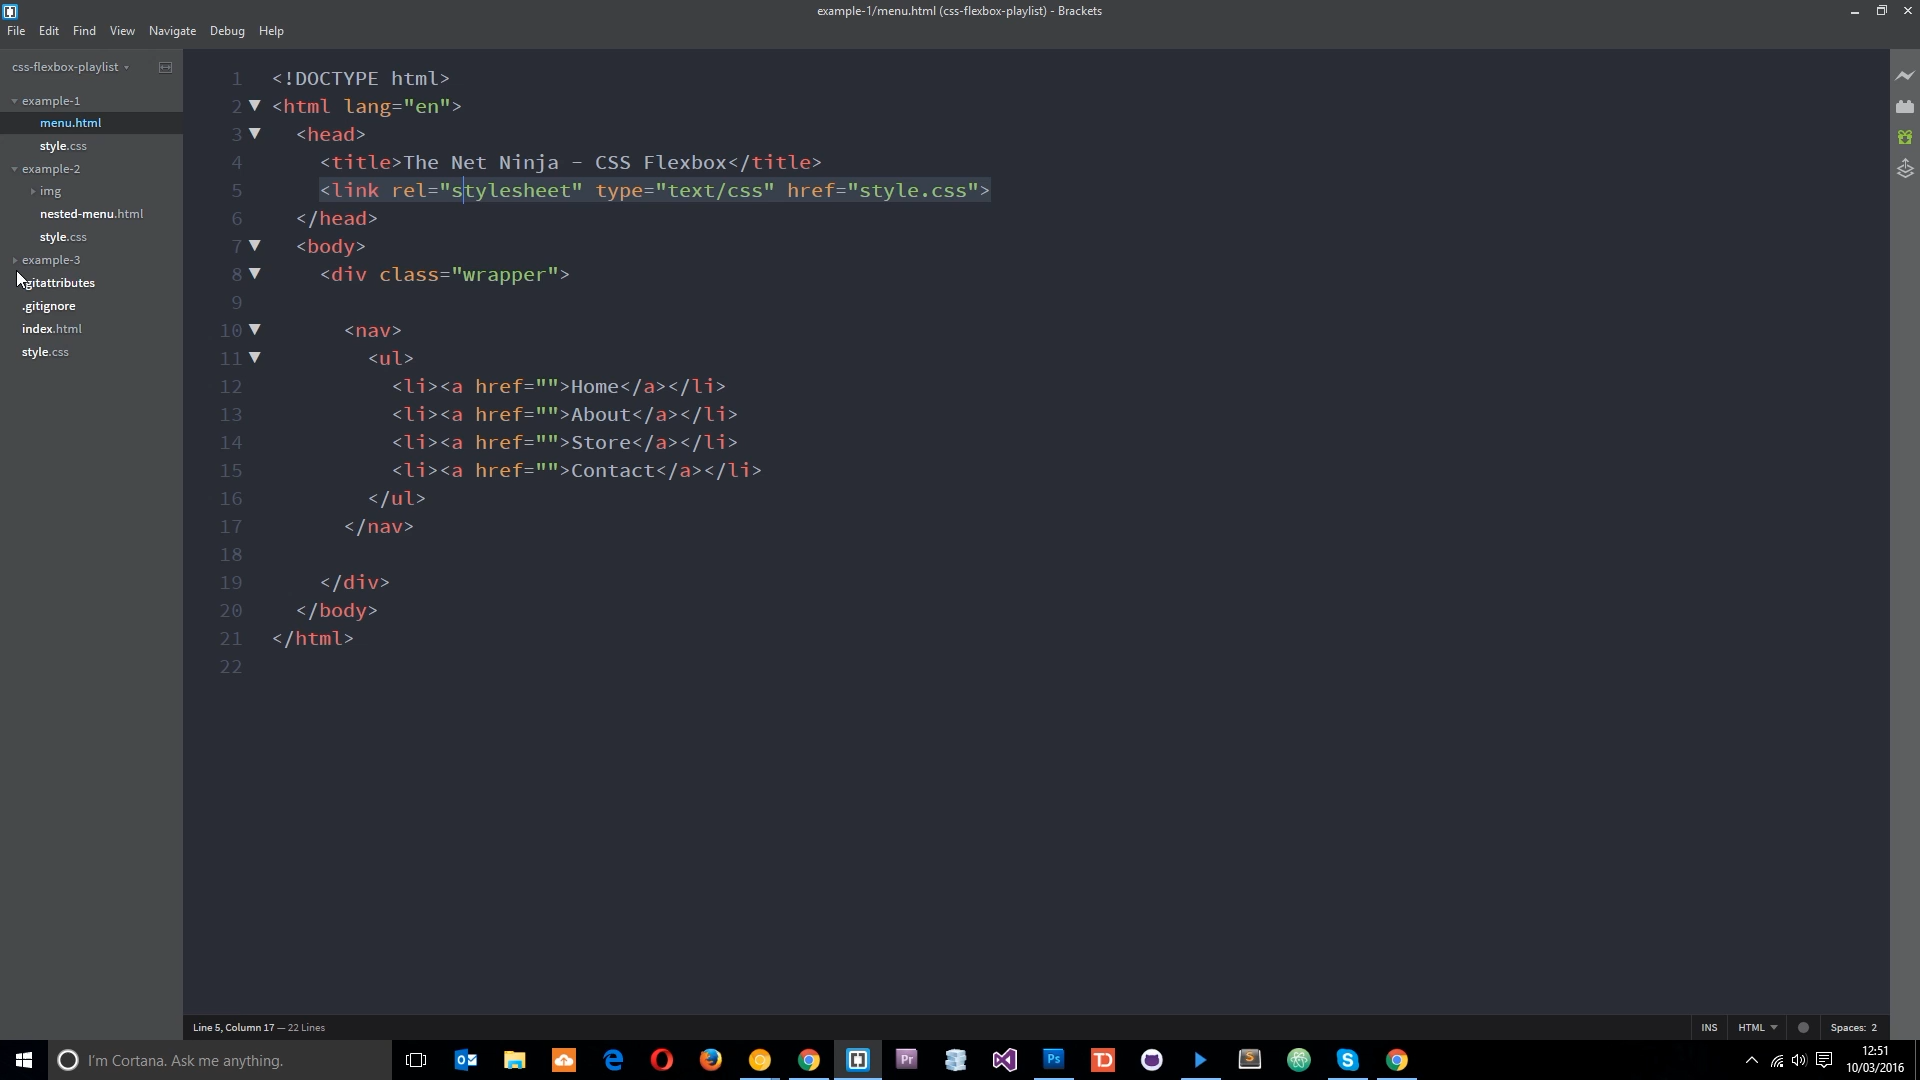 example-1/menu.html (css-flexbox-playlist) - Brackets
File Edit Find View Navigate Debug Help
css-flexbox-playlist
example-1
menu.html
style.css
example-2
img
nested-menu.html
style.css
example-3
gitattributes
.gitignore
index.html
style.css
1 <!DOCTYPE html>
2 <html lang="en">
3 <head>
4 <title>The Net Ninja - CSS Flexbox</title>
5 <link rel="stylesheet" type="text/css" href="style.css">
6 </head>
7 <body>
8 <div class="wrapper">
9
10 <nav>
11 <ul>
12 <li><a href="">Home</a></li>
13 <li><a href="">About</a></li>
14 <li><a href="">Store</a></li>
15 <li><a href="">Contact</a></li>
16 </ul>
17 </nav>
18
19 </div>
20 </body>
21 </html>
22
Line 5, Column 17 — 22 Lines
INS HTML Spaces: 2
I'm Cortana. Ask me anything.
Pr
Ps
TD
S
12:51
10/03/2016